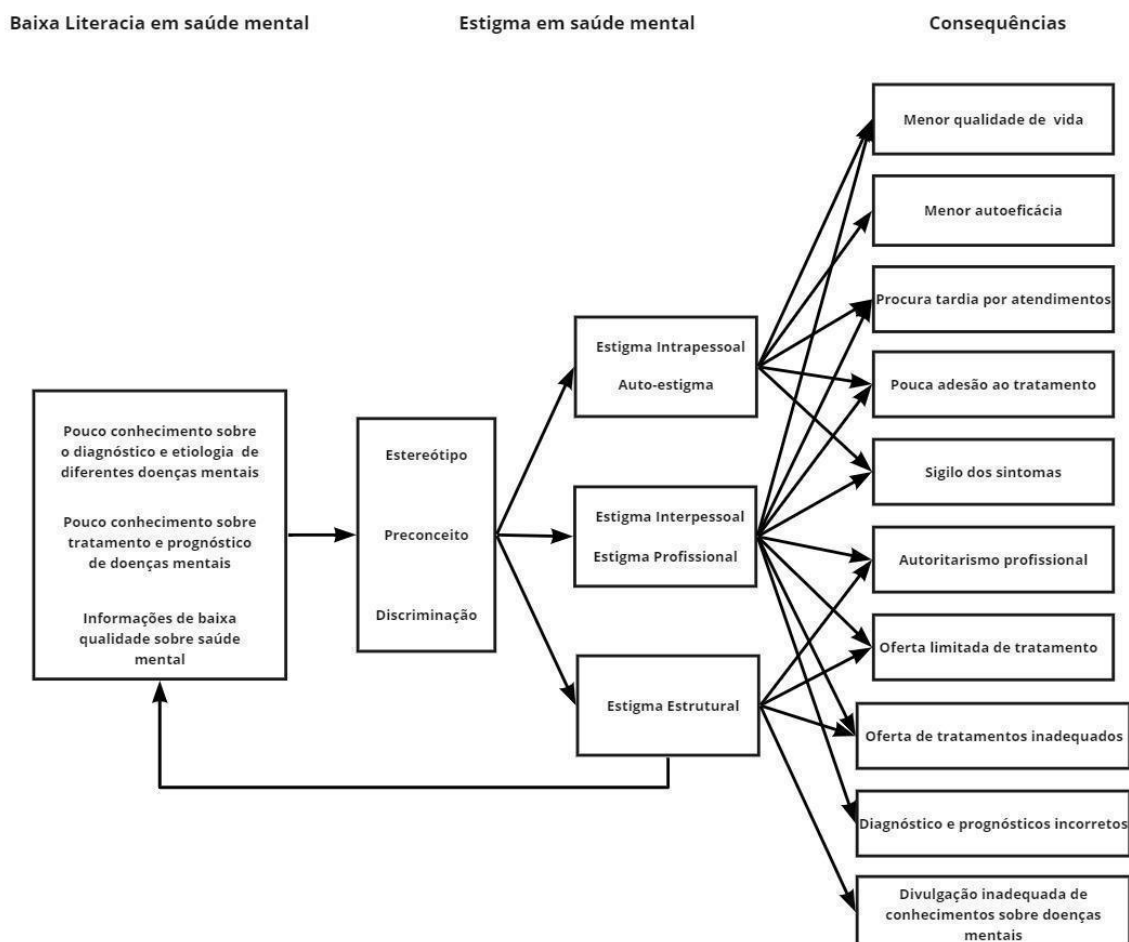 Baixa Literacia em saúde mental
Estigma em saúde mental
Consequências
Pouco conhecimento sobre
o diagnóstico e etiologia de
diferentes doenças mentais
Pouco conhecimento sobre
tratamento e prognóstico
de doenças mentais
Informações de baixa
qualidade sobre saúde
mental
Estereótipo
Preconceito
Discriminação
Estigma Intrapessoal
Auto-estigma
Estigma Interpessoal
Estigma Profissional
Estigma Estrutural
Menor qualidade de vida
Menor autoeficácia
Procura tardia por atendimentos
Pouca adesão ao tratamento
Sigilo dos sintomas
Autoritarismo profissional
Oferta limitada de tratamento
Oferta de tratamentos inadequados
Diagnóstico e prognósticos incorretos
Divulgação inadequada de
conhecimentos sobre doenças
mentais